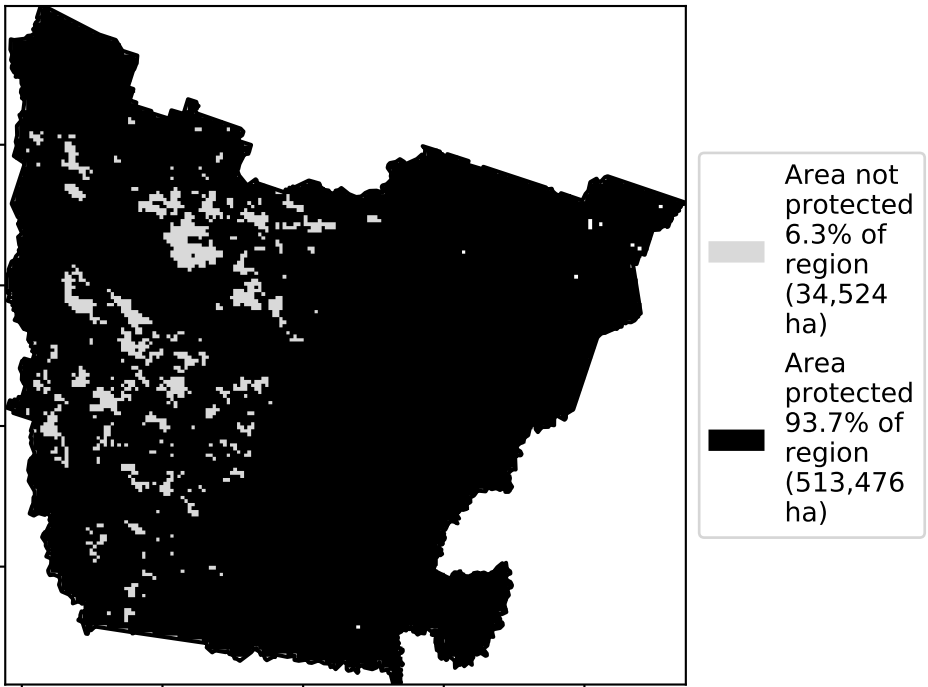 Area not
protected
6.3% of
region
(34,524
ha)
Area
protected
93.7% of
region
(513,476
ha)